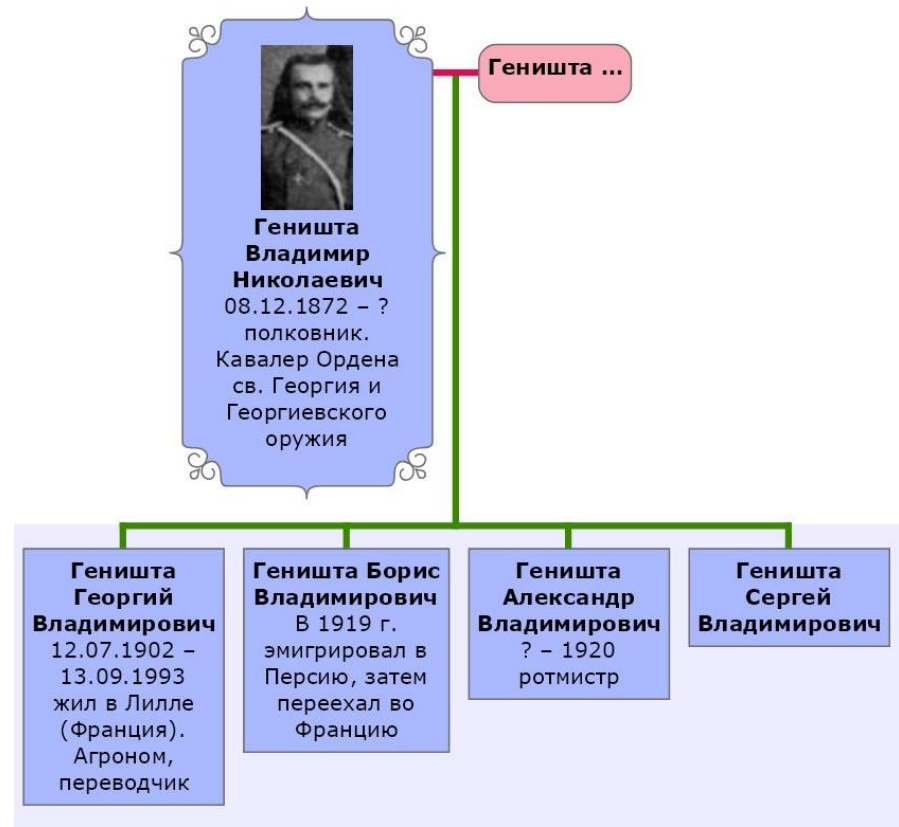 Геништа
Владимир
Николаевич
08.12.1872 – ?
полковник.
Кавалер Ордена
св. Георгия и
Георгиевского
оружия
Геништа ...
Геништа
Георгий
Владимирович
12.07.1902 –
13.09.1993
жил в Лилле
(Франция).
Агроном,
переводчик
Геништа Борис
Владимирович
В 1919 г.
эмигрировал в
Персию, затем
переехал во
Францию
Геништа
Александр
Владимирович
? – 1920
ротмистр
Геништа
Сергей
Владимирович